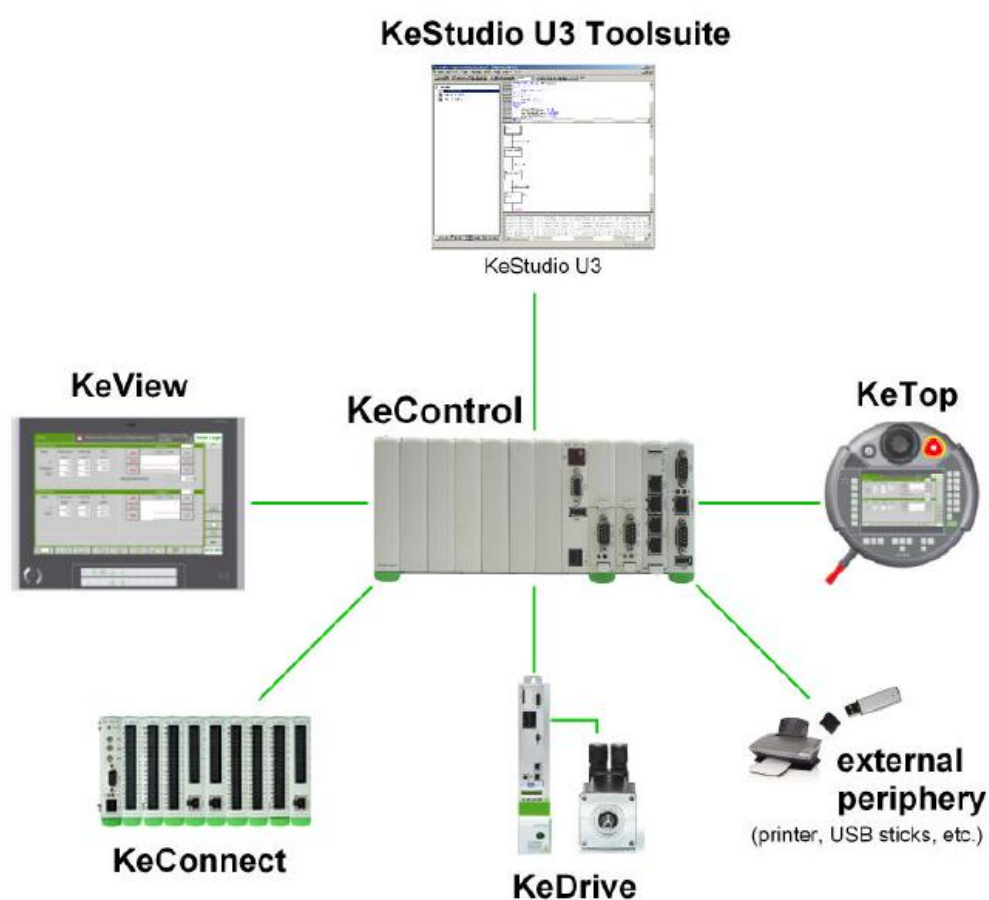 KeStudio U3 Toolsuite
KeStudio U3
KeView
KeControl
KeTop
KeConnect
KeDrive
external
periphery
(printer, USB sticks, etc.)